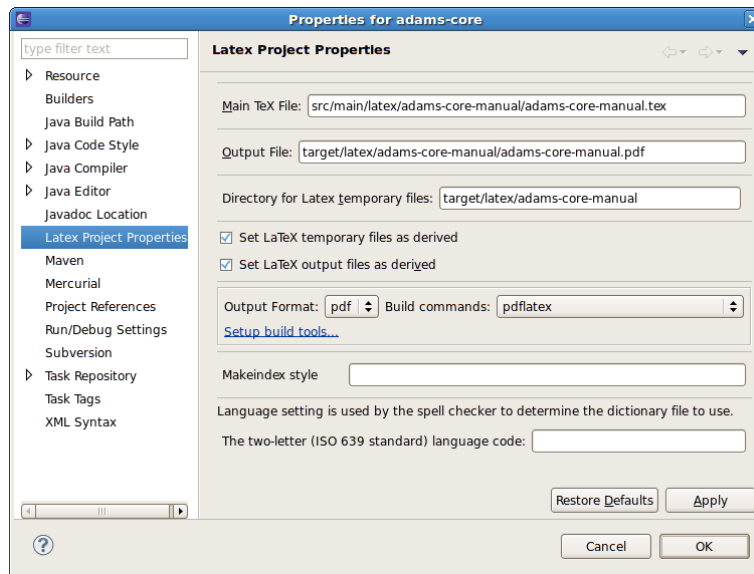 Properties for adams-core
type filter text
Resource
Builders
Java Build Path
Java Code Style
Java Compiler
Java Editor
Javadoc Location
Latex Project Properties
Maven
Mercurial
Project References
Run/Debug Settings
Subversion
Task Repository
Task Tags
XML Syntax
Latex Project Properties
Main TeX File: src/main/latex/adams-core-manual/adams-core-manual.tex
Output File: target/latex/adams-core-manual/adams-core-manual.pdf
Directory for Latex temporary files: target/latex/adams-core-manual
Set LaTeX temporary files as derived
Set LaTeX output files as derived
Output Format: pdf Build commands: pdflatex
Setup build tools...
Makeindex style
Language setting is used by the spell checker to determine the dictionary file to use.
The two-letter (ISO 639 standard) language code:
Restore Defaults Apply
? Cancel OK